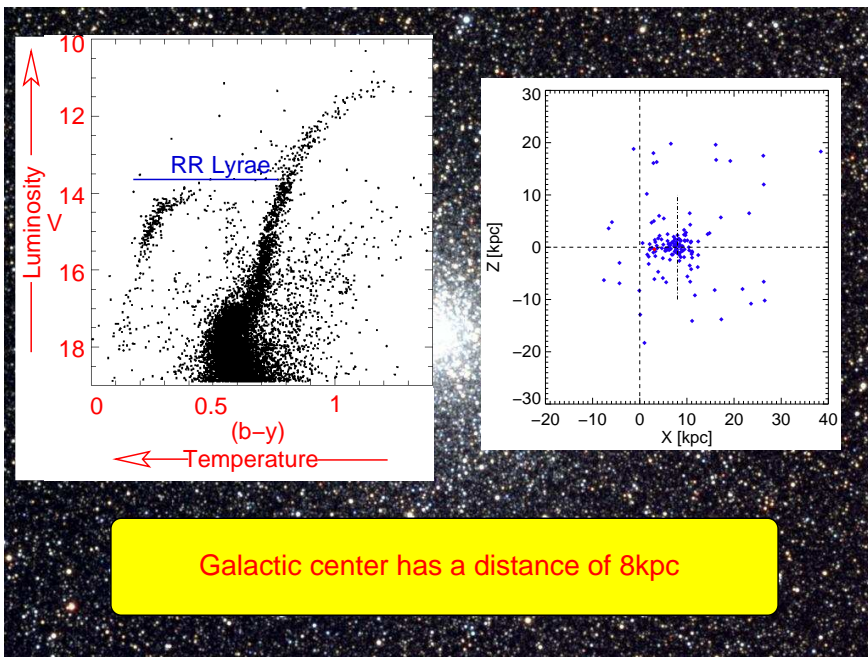 10
12
14
16
18
Luminosity
V
RR Lyrae
0 0.5 1
(b−y)
Temperature
30
20
10
0
−10
−20
−30
Z [kpc]
−20 −10 0 10 20 30 40
X [kpc]
Galactic center has a distance of 8kpc